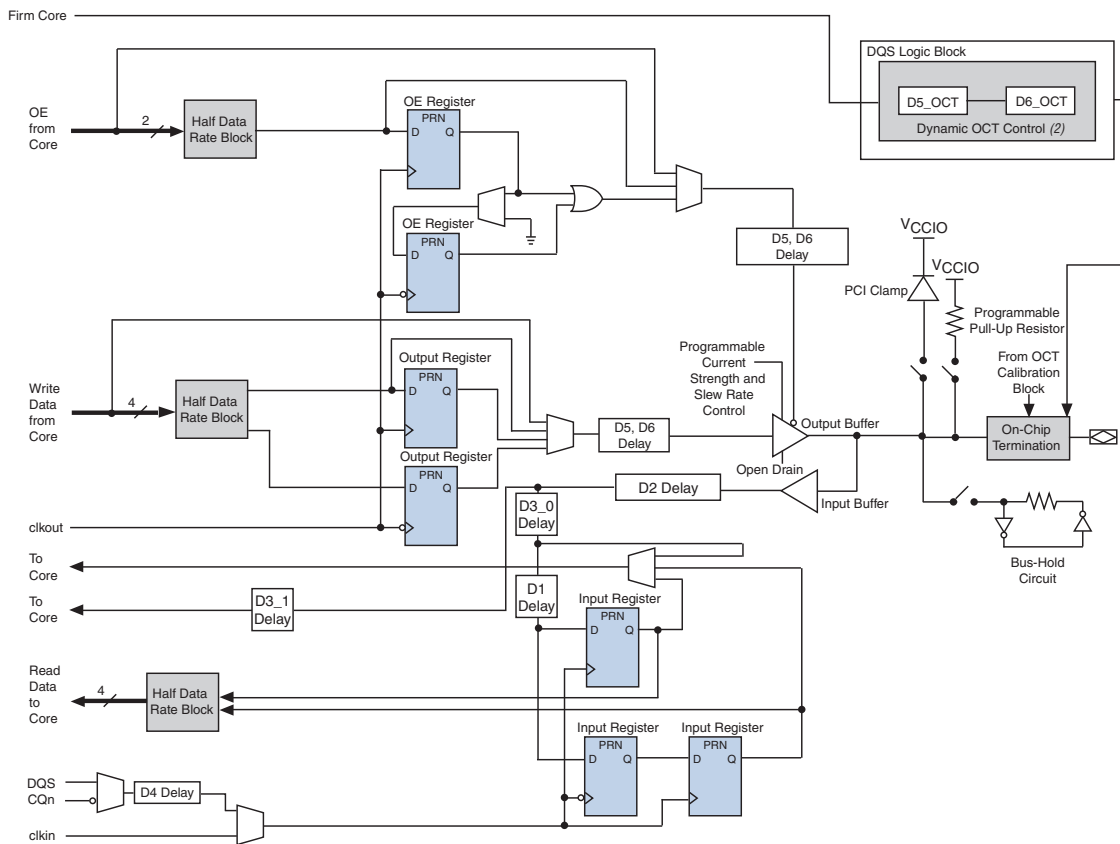 Firm Core
DQS Logic Block
D5_OCT
D6_OCT
Dynamic OCT Control (2)
OE
from
Core
2
Half Data
Rate Block
OE Register
PRN
D
Q
OE Register
PRN
D
Q
D5, D6
Delay
VCCIO
VCCIO
PCI Clamp
Programmable
Pull-Up Resistor
From OCT
Calibration
Block
On-Chip
Termination
Write
Data
from
Core
4
Half Data
Rate Block
Output Register
PRN
D
Q
Output Register
PRN
D
Q
D5, D6
Delay
Programmable
Current
Strength and
Slew Rate
Control
Output Buffer
Open Drain
Input Buffer
D2 Delay
D3_0
Delay
Bus-Hold
Circuit
clkout
To
Core
D1
Delay
To
Core
D3_1
Delay
Input Register
PRN
D
Q
Read
Data
to
Core
4
Half Data
Rate Block
Input Register
PRN
D
Q
Input Register
PRN
D
Q
DQS
CQn
D4 Delay
clkin